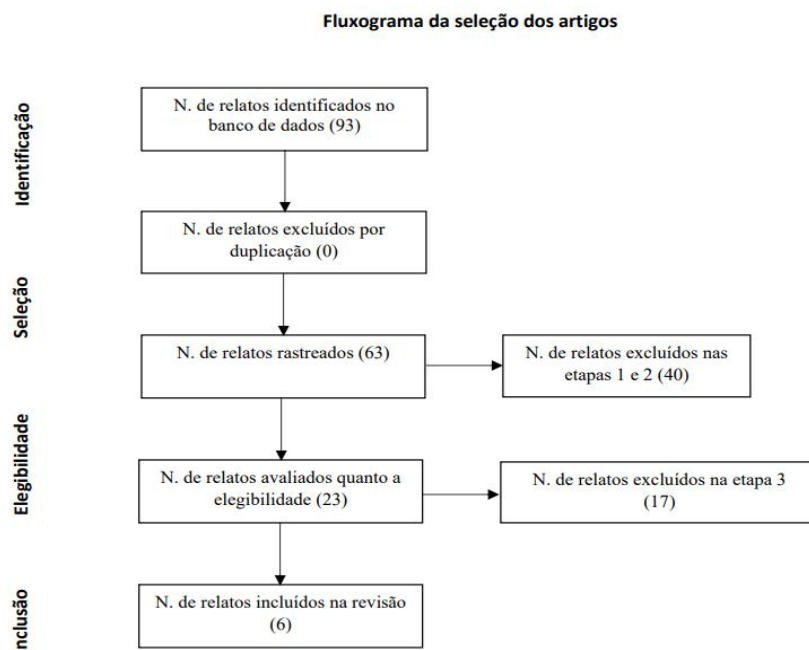 Fluxograma da seleção dos artigos
Identificação
N. de relatos identificados no
banco de dados (93)
N. de relatos excluídos por
duplicação (0)
Seleção
N. de relatos rastreados (63)
N. de relatos excluídos nas
etapas 1 e 2 (40)
Elegibilidade
N. de relatos avaliados quanto a
elegibilidade (23)
N. de relatos excluídos na etapa 3
(17)
nclusão
N. de relatos incluídos na revisão
(6)